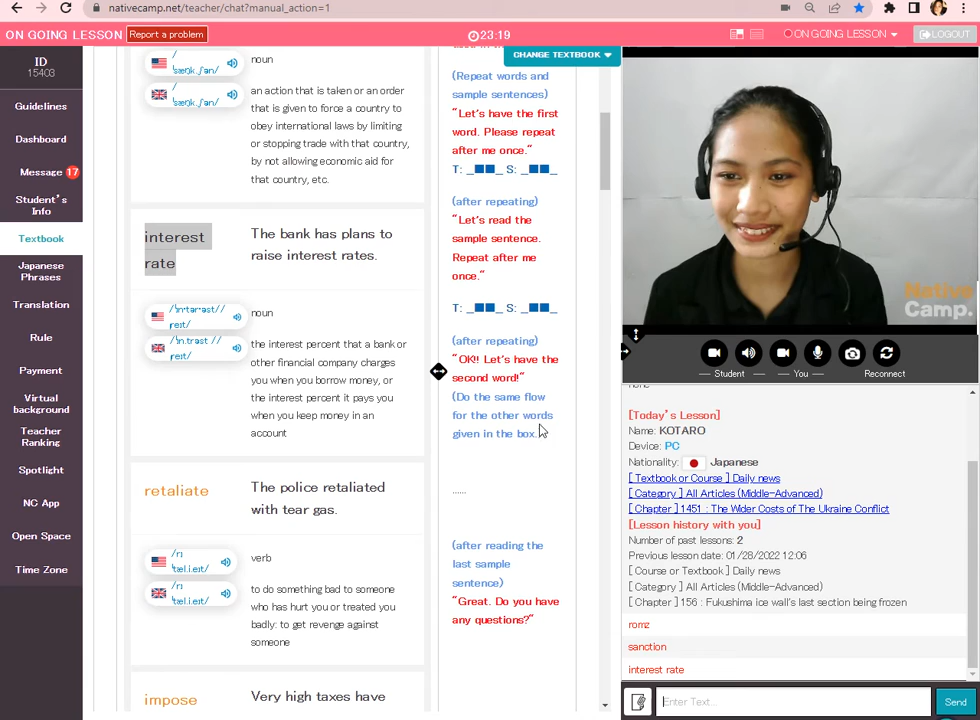 nativecamp.net/teacher/chat?manual_action=1
ON GOING LESSON
Report a problem
23:19
ON GOING LESSON
LOGOUT
ID
15403
Guidelines
Dashboard
Message 17
Student's
Info
Textbook
Japanese
Phrases
Translation
Rule
Payment
Virtual
background
Teacher
Ranking
Spotlight
NC App
Open Space
Time Zone
CHANGE TEXTBOOK
/
ˈsæŋk.ʃən/
/
ˈsæŋk.ʃən/
noun
an action that is taken or an order
that is given to force a country to
obey international laws by limiting
or stopping trade with that country,
by not allowing economic aid for
that country, etc.
interest
rate
The bank has plans to
raise interest rates.
noun
the interest percent that a bank or
other financial company charges
you when you borrow money, or
the interest percent it pays you
when you keep money in an
account
retaliate
The police retaliated
with tear gas.
verb
to do something bad to someone
who has hurt you or treated you
badly: to get revenge against
someone
impose
Very high taxes have
(Repeat words and
sample sentences)
"Let's have the first
word. Please repeat
after me once."
T: _■■_ S: _■■_
(after repeating)
"Let's read the
sample sentence.
Repeat after me
once."
T: _■■_ S: _■■_
(after repeating)
"OK!! Let's have the
second word!"
(Do the same flow
for the other words
given in the box.
......
(after reading the
last sample
sentence)
"Great. Do you have
any questions?"
Native
Camp.
Student
You
Reconnect
none
[Today's Lesson]
Name: KOTARO
Device: PC
Nationality: Japanese
[ Textbook or Course ] Daily news
[ Category ] All Articles (Middle-Advanced)
[ Chapter ] 1451 : The Wider Costs of The Ukraine Conflict
[Lesson history with you]
Number of past lessons: 2
Previous lesson date: 01/28/2022 12:06
[ Course or Textbook ] Daily news
[ Category ] All Articles (Middle-Advanced)
[ Chapter ] 156 : Fukushima ice wall's last section being frozen
romz
sanction
interest rate
Enter Text...
Send